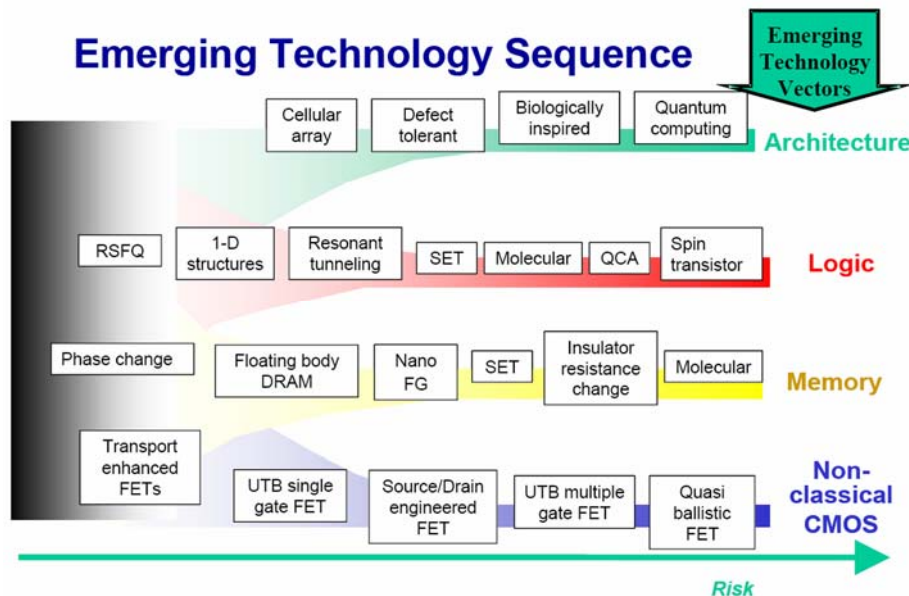 Emerging Technology Sequence
Emerging
Technology
Vectors
Cellular
array
Defect
tolerant
Biologically
inspired
Quantum
computing
Architecture
RSFQ
1-D
structures
Resonant
tunneling
SET
Molecular
QCA
Spin
transistor
Logic
Phase change
Floating body
DRAM
Nano
FG
SET
Insulator
resistance
change
Molecular
Memory
Transport
enhanced
FETs
UTB single
gate FET
Source/Drain
engineered
FET
UTB multiple
gate FET
Quasi
ballistic
FET
Non-
classical
CMOS
Risk